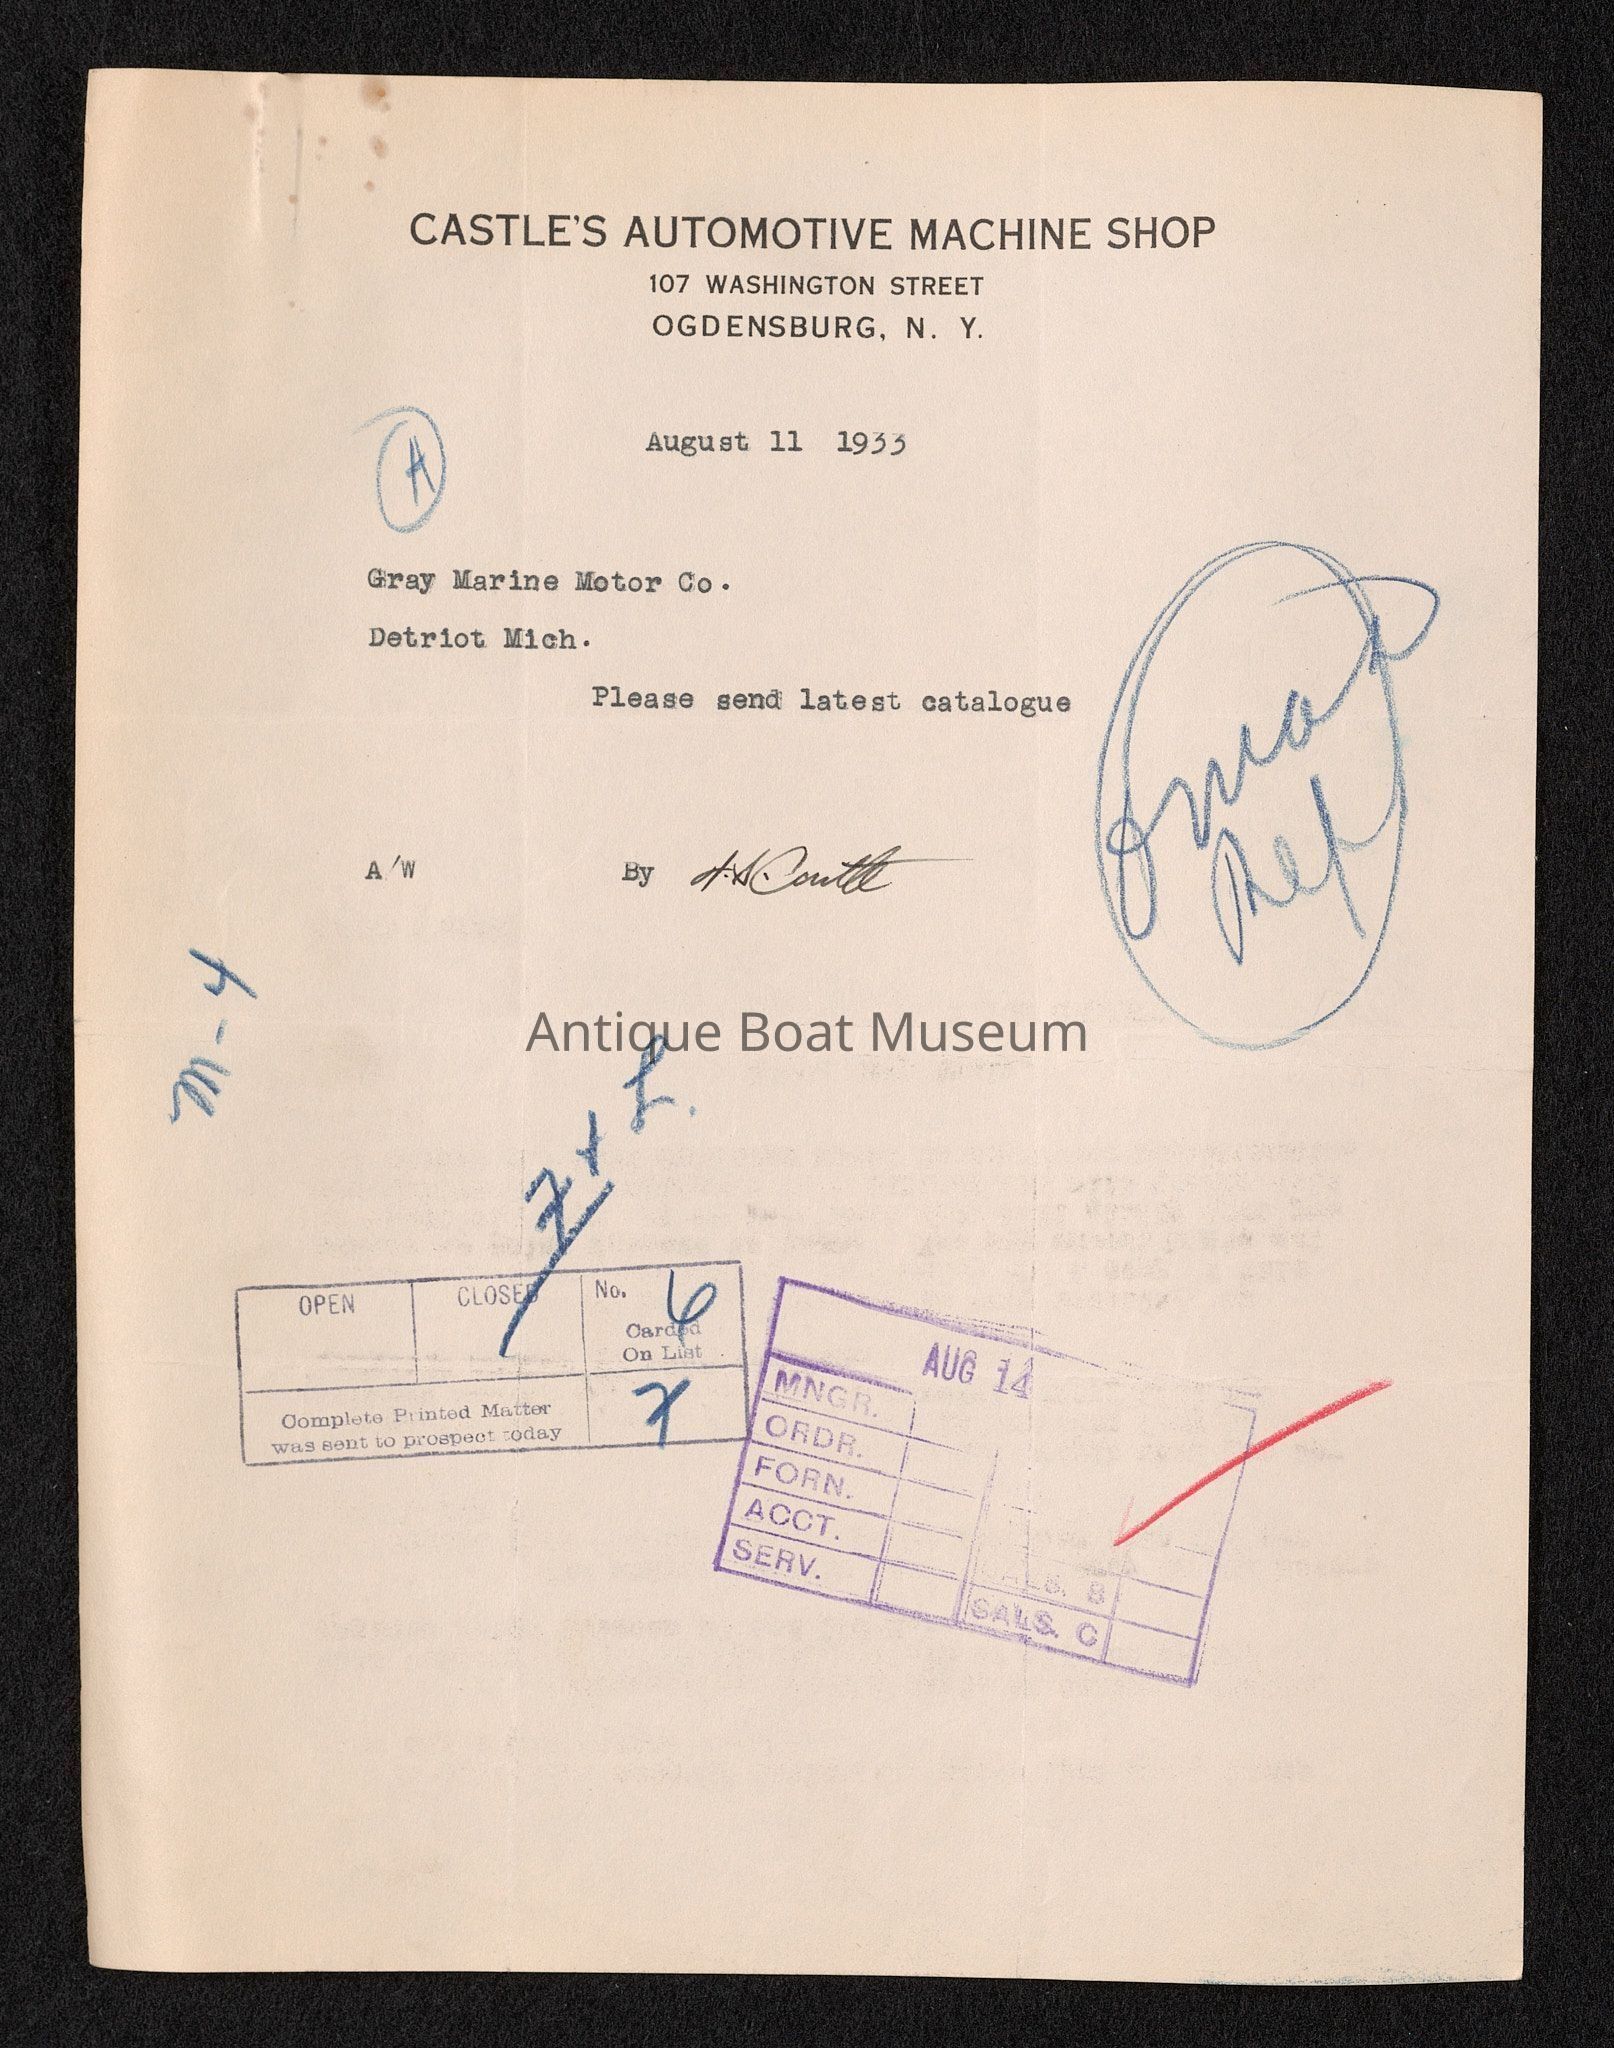 CASTLE'S AUTOMOTIVE MACHINE SHOP
107 WASHINGTON STREET
OGDENSBURG, N. Y.
August 11 1933
A
Gray Marine Motor Co.
Detriot Mich.
Please send latest catalogue
A/W By
M-4
Antique Boat Museum
L.
OPEN CLOSED No. 6
Carded
On List
Complete Printed Matter
was sent to prospect today
AUG 14
MNGR.
ORDR.
FORN.
ACCT.
SERV.
SALS. B
SALS. C